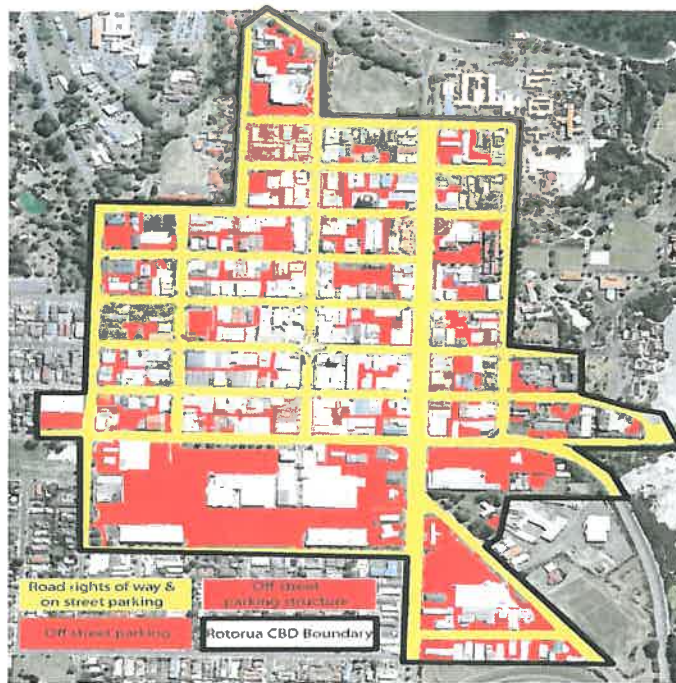 Road rights of way &
on street parking
Off street
parking structure
Off street parking
Rotorua CBD Boundary